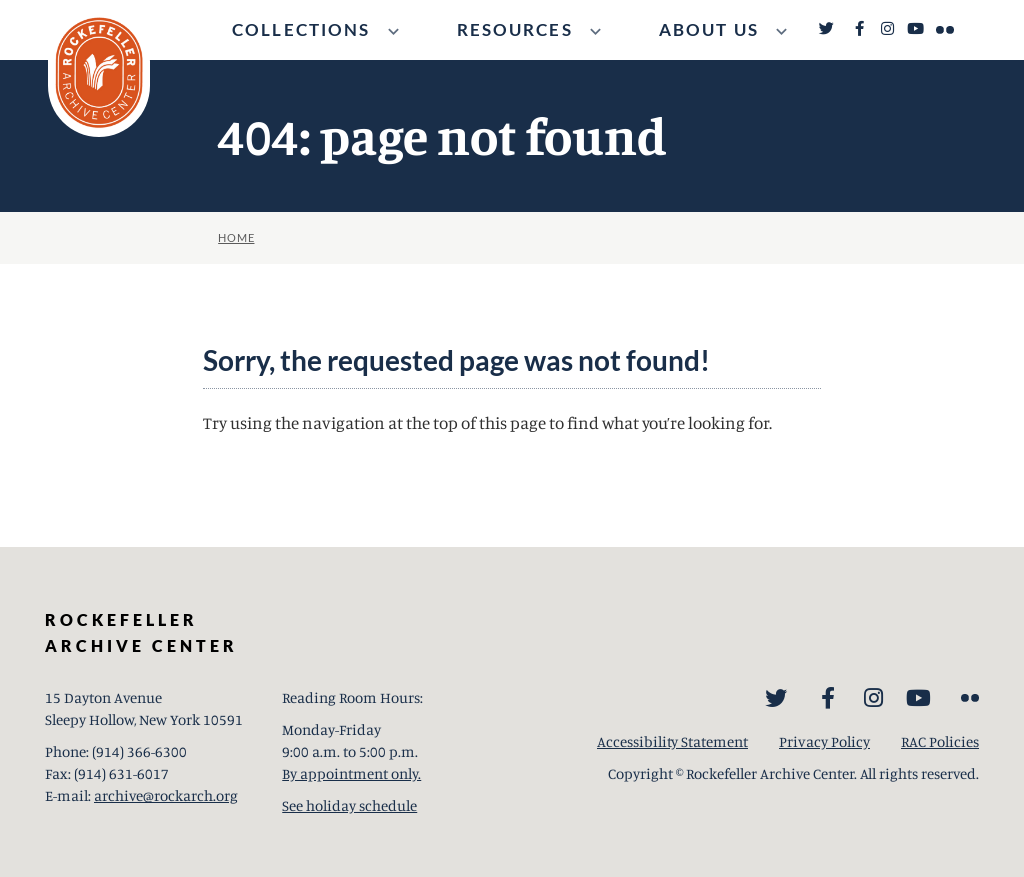 ROCKEFELLER
ARCHIVE CENTER
COLLECTIONS
RESOURCES
ABOUT US
404: page not found
HOME
Sorry, the requested page was not found!
Try using the navigation at the top of this page to find what you’re looking for.
ROCKEFELLER
ARCHIVE CENTER
15 Dayton Avenue
Sleepy Hollow, New York 10591
Phone: (914) 366-6300
Fax: (914) 631-6017
E-mail: archive@rockarch.org
Reading Room Hours:
Monday-Friday
9:00 a.m. to 5:00 p.m.
By appointment only.
See holiday schedule
Accessibility Statement
Privacy Policy
RAC Policies
Copyright © Rockefeller Archive Center. All rights reserved.